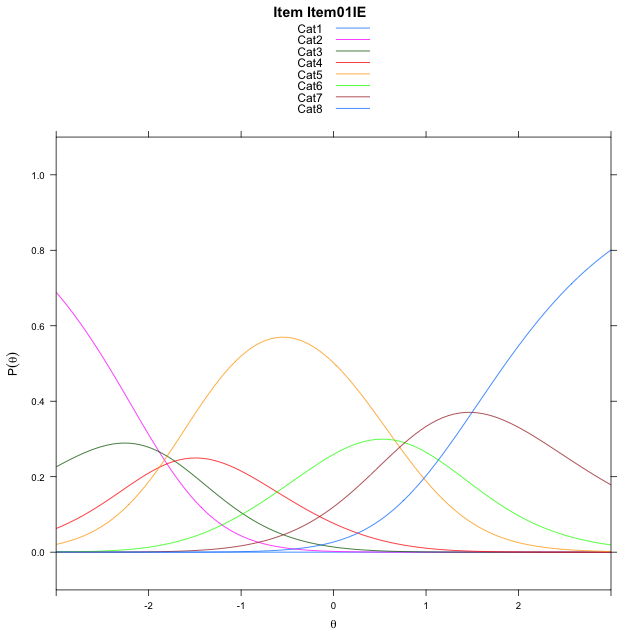 Item Item01IE
Cat1
Cat2
Cat3
Cat4
Cat5
Cat6
Cat7
Cat8
1.0
0.8
0.6
0.4
0.2
0.0
P(θ)
-2 -1 0 1 2
θ